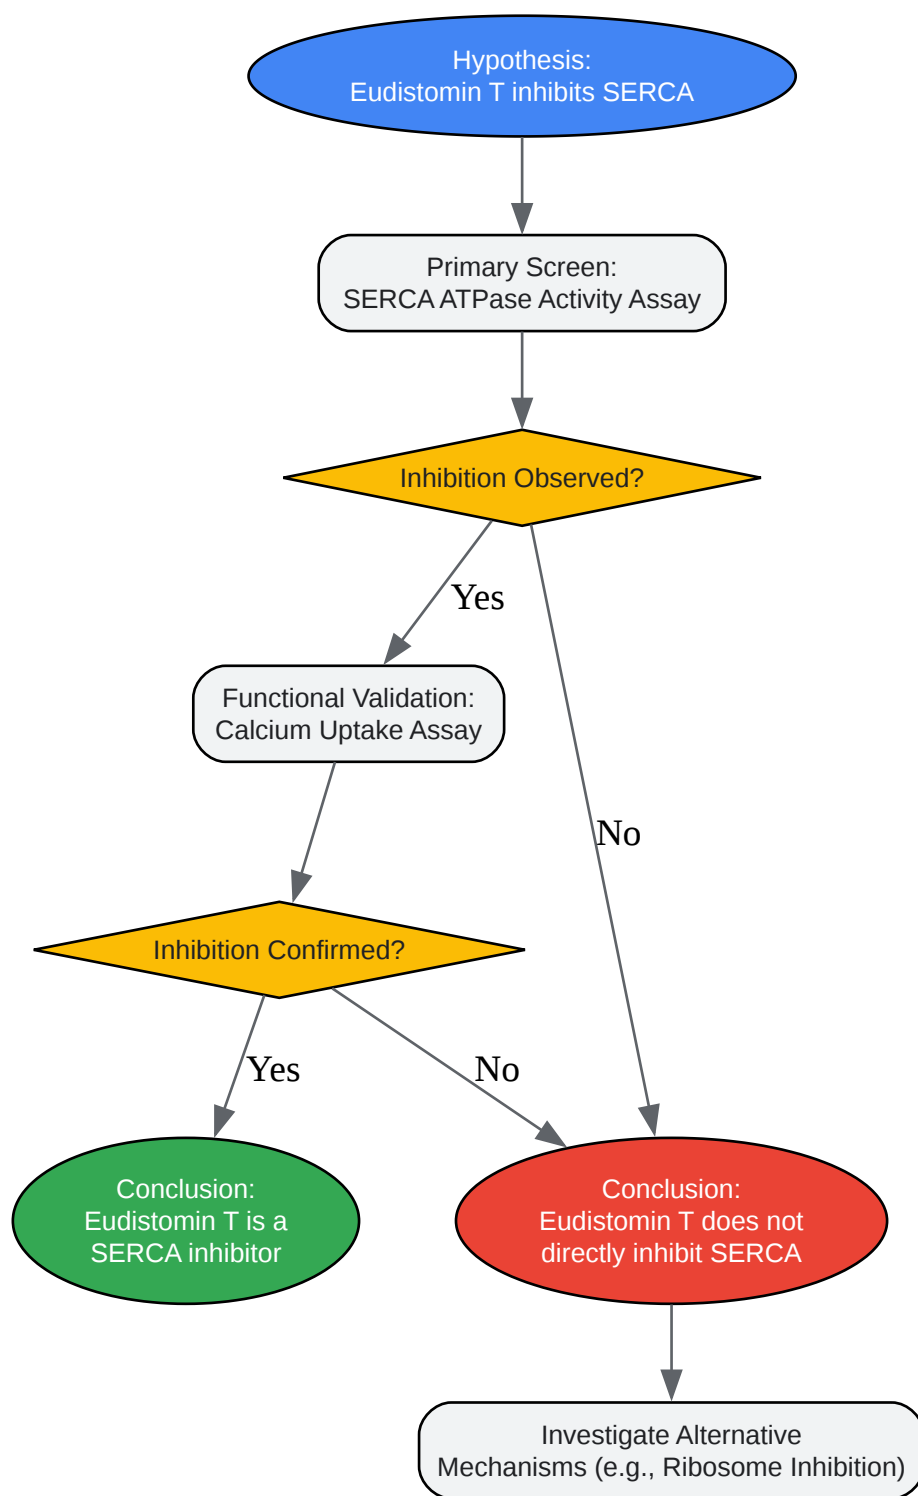 Hypothesis:
Eudistomin T inhibits SERCA
Primary Screen:
SERCA ATPase Activity Assay
Inhibition Observed?
Yes
Functional Validation:
Calcium Uptake Assay
No
Inhibition Confirmed?
Yes
No
Conclusion:
Eudistomin T is a
SERCA inhibitor
Conclusion:
Eudistomin T does not
directly inhibit SERCA
Investigate Alternative
Mechanisms (e.g., Ribosome Inhibition)